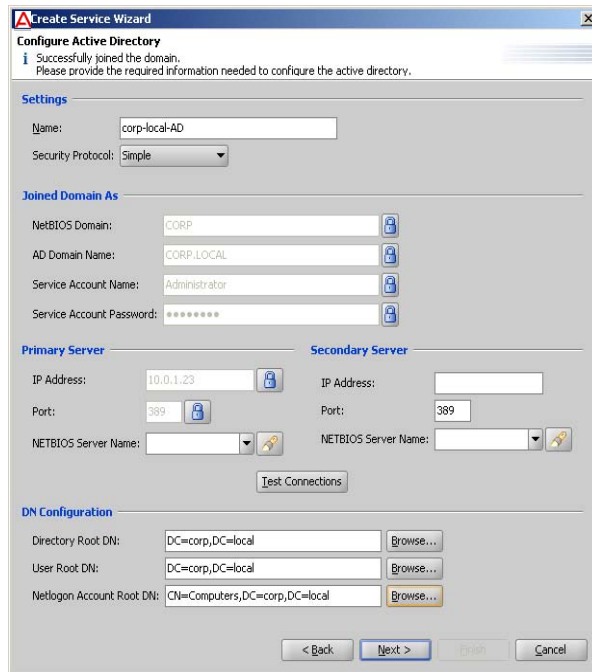 Create Service Wizard
Configure Active Directory
Successfully joined the domain.
Please provide the required information needed to configure the active directory.
Settings
Name: corp-local-AD
Security Protocol: Simple
Joined Domain As
NetBIOS Domain: CORP
AD Domain Name: CORP.LOCAL
Service Account Name: Administrator
Service Account Password: ●●●●●●●●
Primary Server
IP Address: 10.0.1.23
Port: 389
NETBIOS Server Name:
Secondary Server
IP Address:
Port: 389
NETBIOS Server Name:
Test Connections
DN Configuration
Directory Root DN: DC=corp,DC=local Browse...
User Root DN: DC=corp,DC=local Browse...
Netlogon Account Root DN: CN=Computers,DC=corp,DC=local Browse...
< Back Next > Finish Cancel